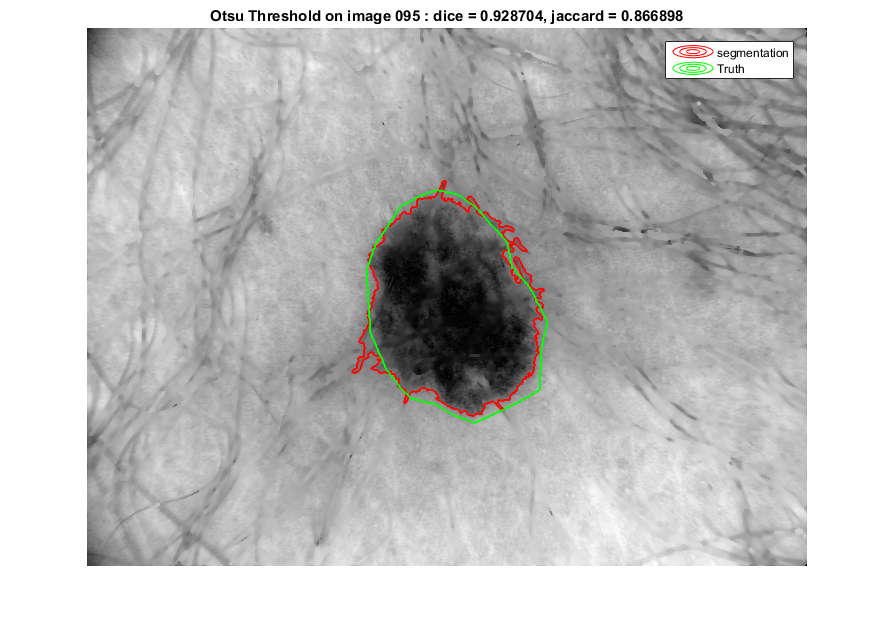 Otsu Threshold on image 095 : dice = 0.928704, jaccard = 0.866898
segmentation
Truth